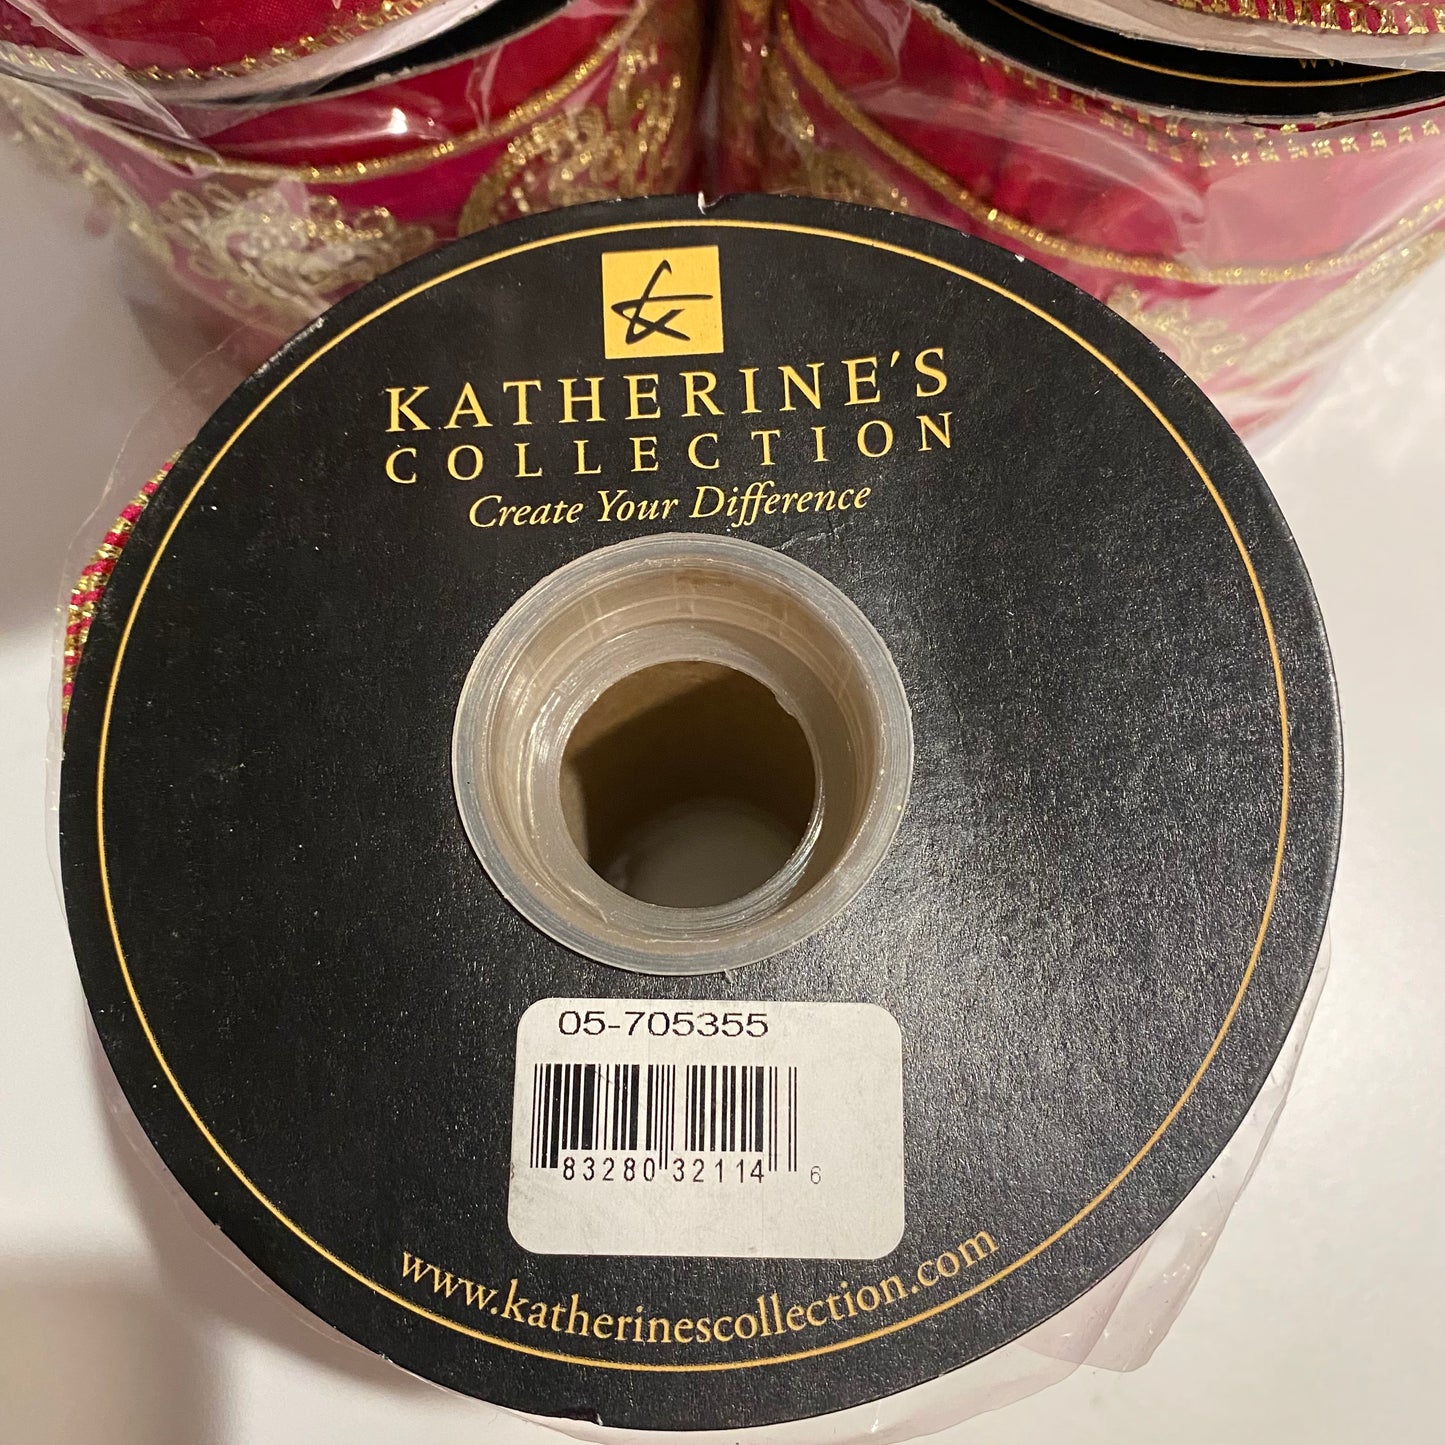 KATHERINE'S
COLLECTION
Create Your Difference
05-705355
83280 32114 6
www.katherinescollection.com